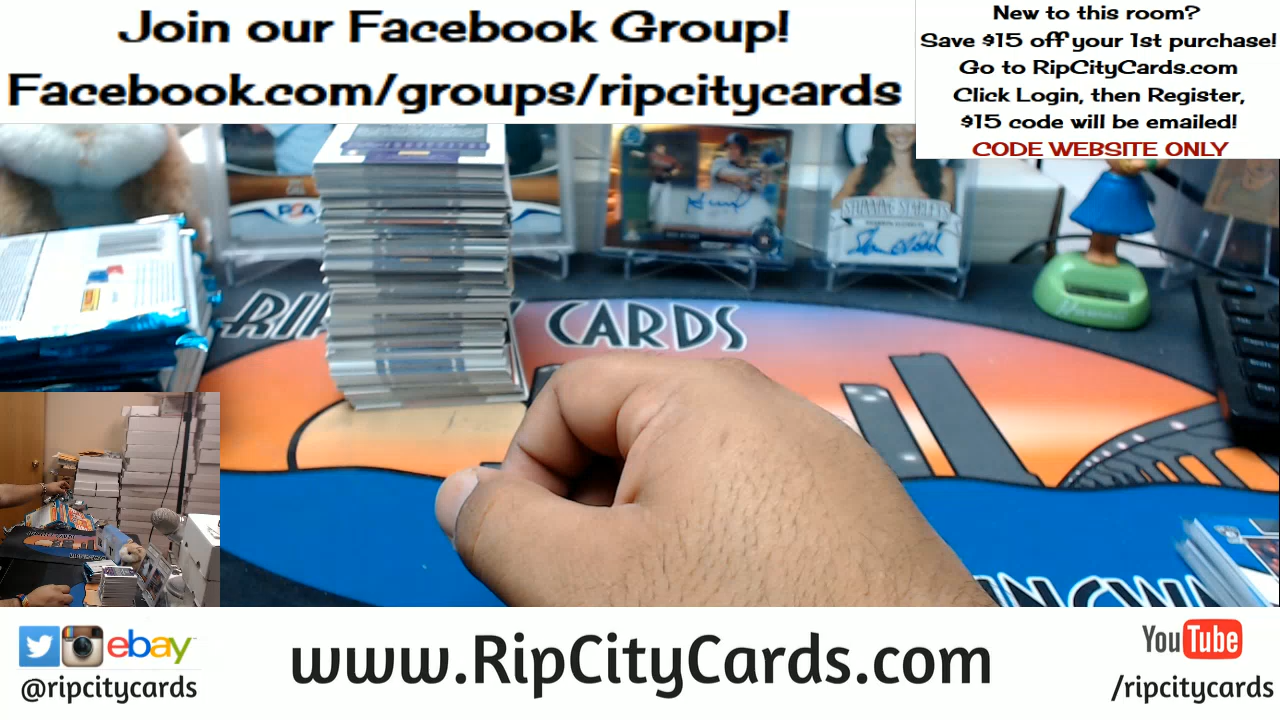 Join our Facebook Group!
Facebook.com/groups/ripcitycards
New to this room?
Save $15 off your 1st purchase!
Go to RipCityCards.com
Click Login, then Register,
$15 code will be emailed!
CODE WEBSITE ONLY
PSA
STUNNING STARLETS
CARDS
ebay
@ripcitycards
www.RipCityCards.com
YouTube
/ripcitycards